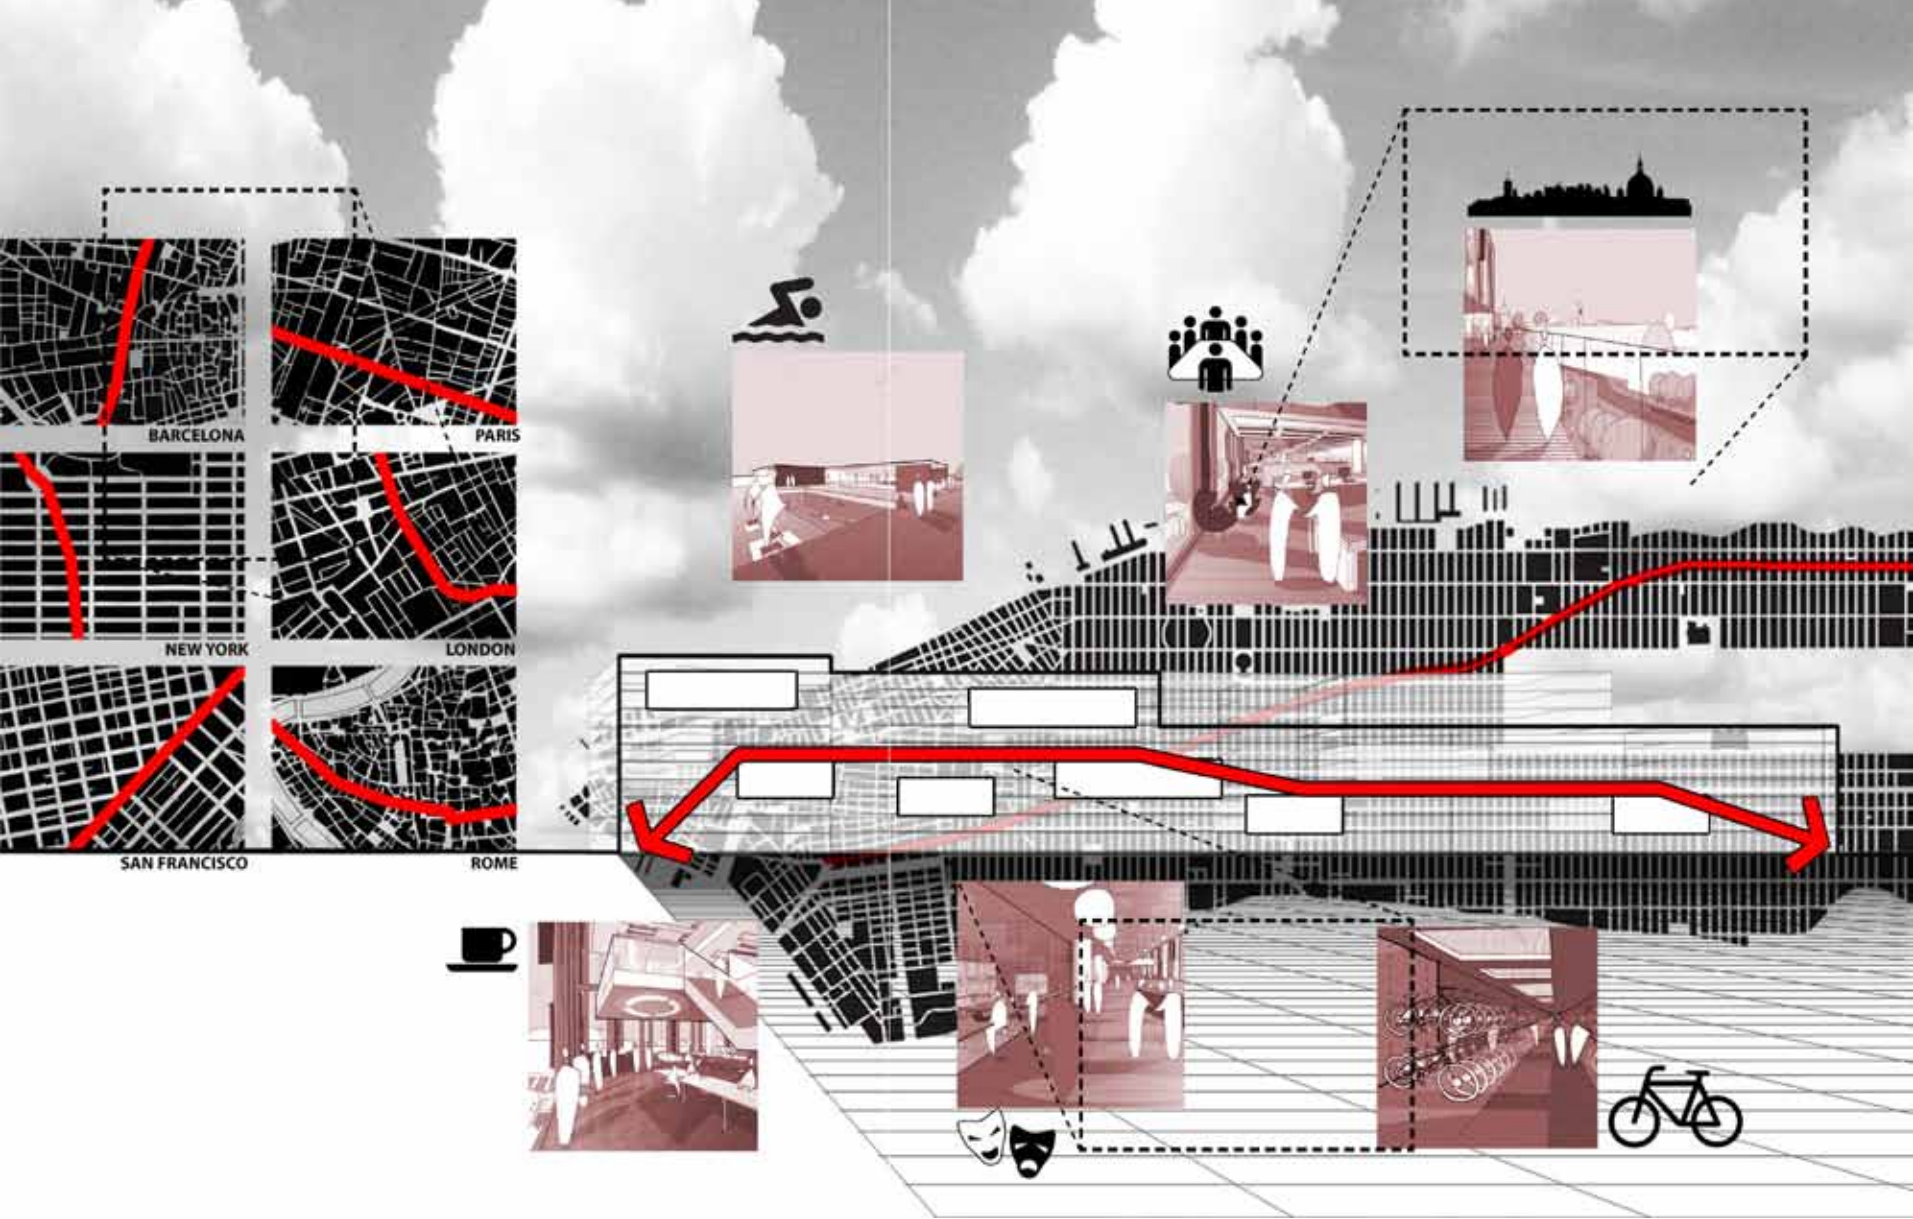 BARCELONA
PARIS
NEW YORK
LONDON
SAN FRANCISCO
ROME